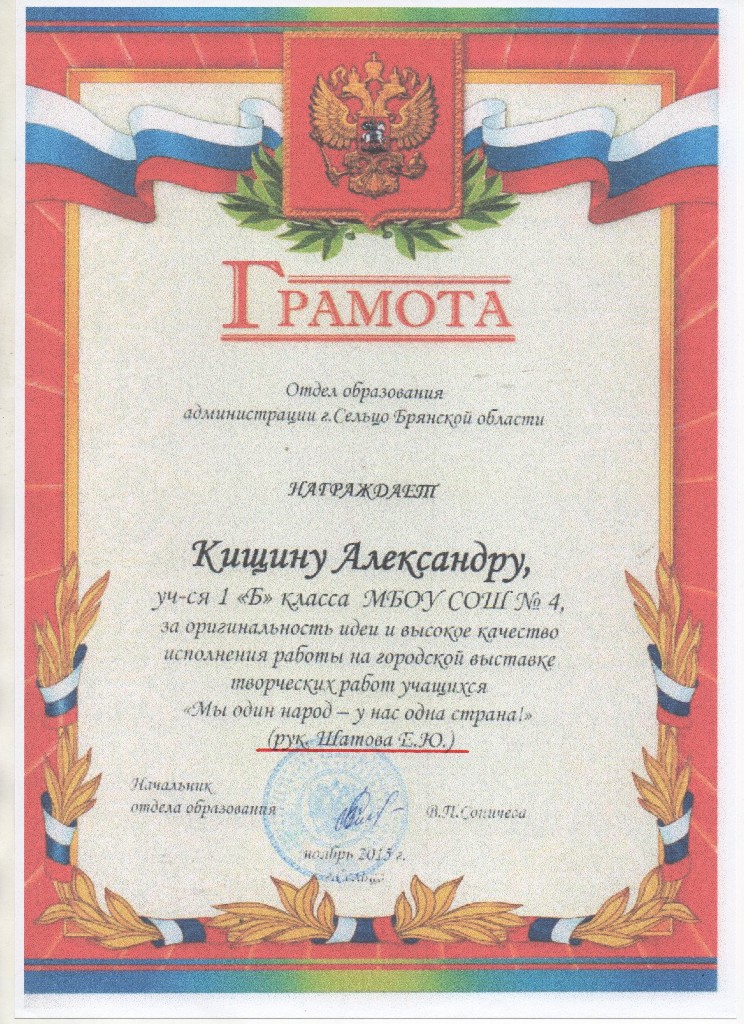 ГРАМОТА
Отдел образования
администрации г.Сельцо Брянской области
НАГРАЖДАЕТ
Кищину Александру,
уч-ся 1 «Б» класса МБОУ СОШ № 4,
за оригинальность идеи и высокое качество
исполнения работы на городской выставке
творческих работ учащихся
«Мы один народ – у нас одна страна!»
(рук. Шатова Е.Ю.)
Начальник
отдела образования
В.П.Соничева
ноябрь 2015 г.
г.Сельцо